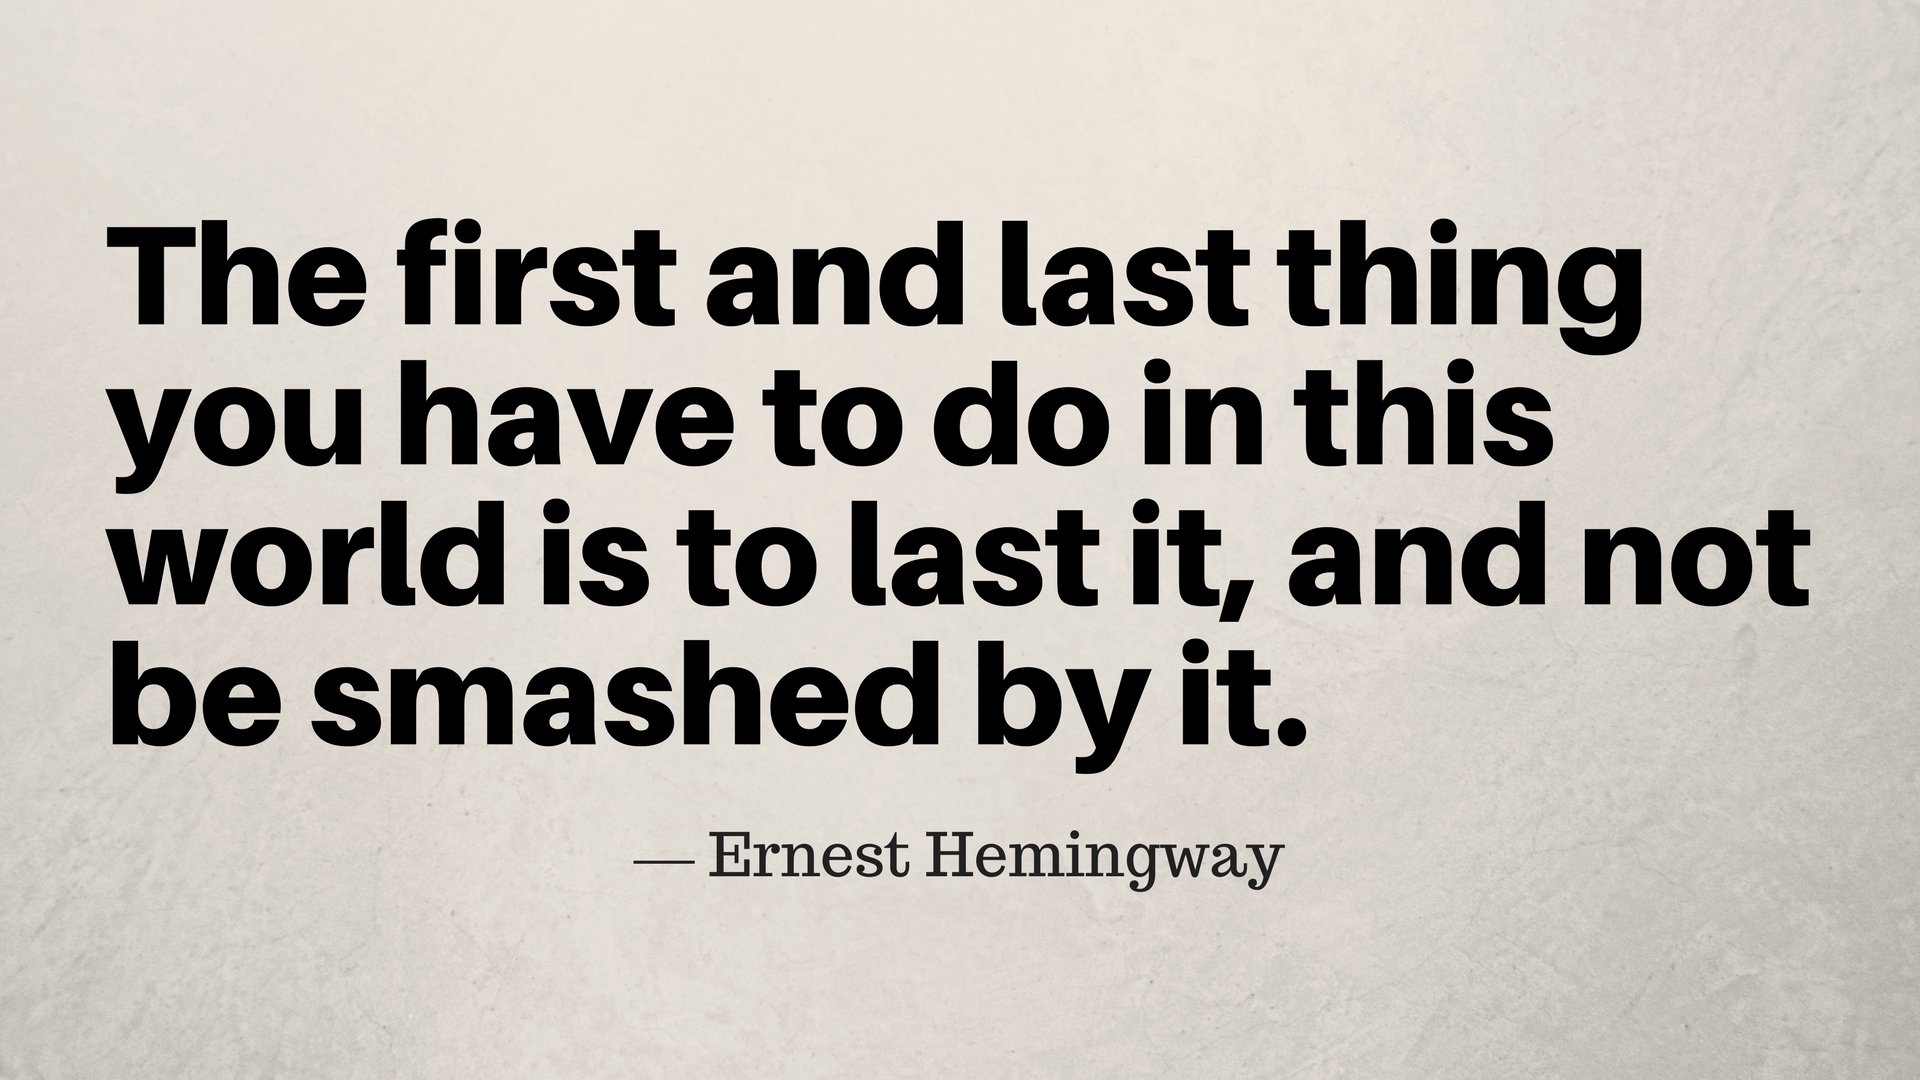 The first and last thing
you have to do in this
world is to last it, and not
be smashed by it.
— Ernest Hemingway